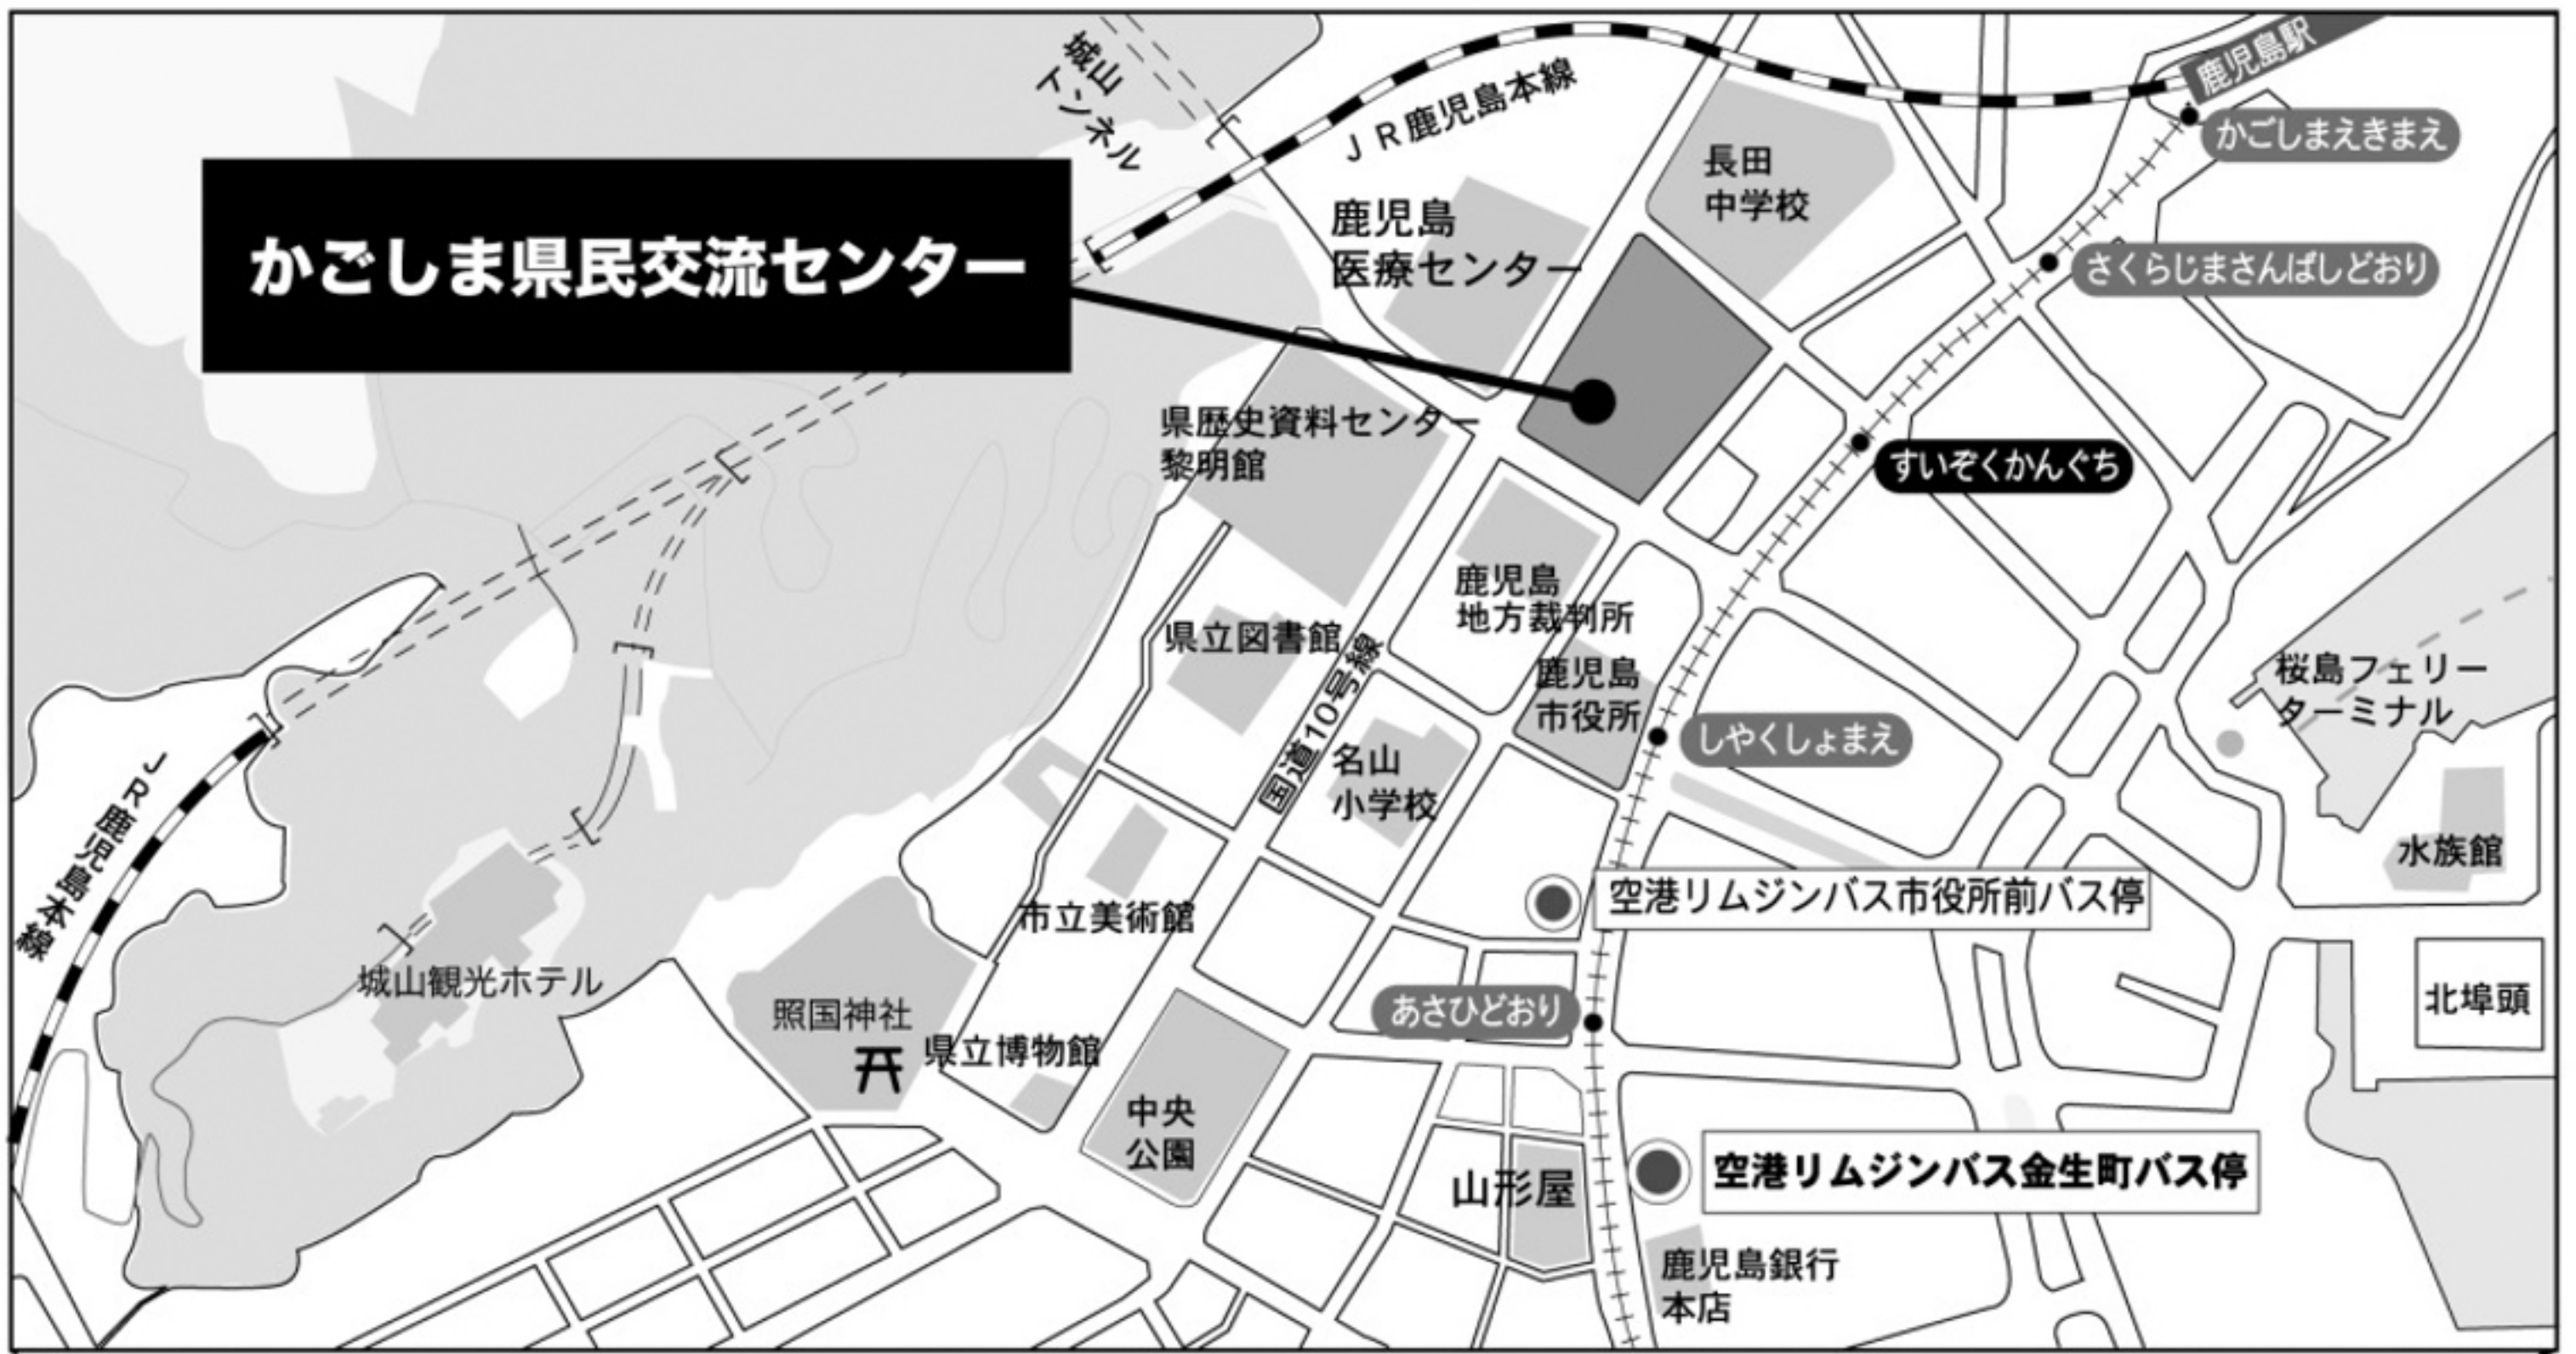 城山
トンネル
JR鹿児島本線
鹿児島駅
かごしまえきまえ
長田
中学校
鹿児島
医療センター
かごしま県民交流センター
さくらじまさんばしどおり
県歴史資料センター
黎明館
すいぞくかんぐち
鹿児島
地方裁判所
県立図書館
国道10号線
鹿児島
市役所
しやくしょまえ
桜島フェリー
ターミナル
名山
小学校
JR鹿児島本線
水族館
空港リムジンバス市役所前バス停
市立美術館
城山観光ホテル
照国神社
あさひどおり
北埠頭
県立博物館
中央
公園
山形屋
空港リムジンバス金生町バス停
鹿児島銀行
本店